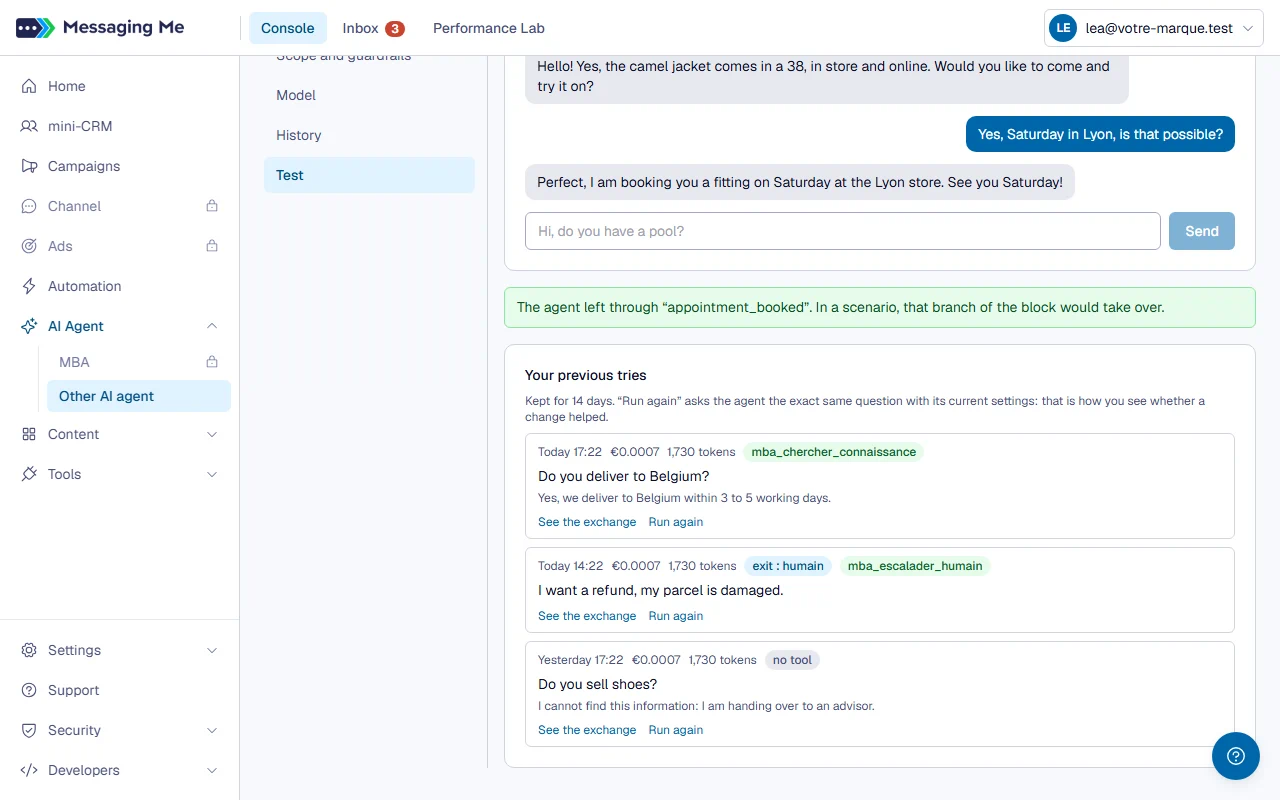 Messaging Me
Console
Inbox 3
Performance Lab
LE lea@votre-marque.test
Home
mini-CRM
Campaigns
Channel
Ads
Automation
AI Agent
MBA
Other AI agent
Content
Tools
Settings
Support
Security
Developers
Scope and guardrails
Model
History
Test
Hello! Yes, the camel jacket comes in a 38, in store and online. Would you like to come and
try it on?
Yes, Saturday in Lyon, is that possible?
Perfect, I am booking you a fitting on Saturday at the Lyon store. See you Saturday!
Hi, do you have a pool?
Send
The agent left through “appointment_booked”. In a scenario, that branch of the block would take over.
Your previous tries
Kept for 14 days. “Run again” asks the agent the exact same question with its current settings: that is how you see whether a
change helped.
Today 17:22 €0.0007 1,730 tokens mba_chercher_connaissance
Do you deliver to Belgium?
Yes, we deliver to Belgium within 3 to 5 working days.
See the exchange Run again
Today 14:22 €0.0007 1,730 tokens exit : humain mba_escalader_humain
I want a refund, my parcel is damaged.
See the exchange Run again
Yesterday 17:22 €0.0007 1,730 tokens no tool
Do you sell shoes?
I cannot find this information: I am handing over to an advisor.
See the exchange Run again